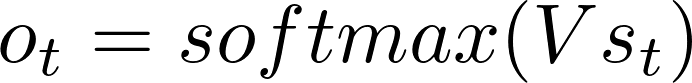 o_t = softmax(Vs_t)